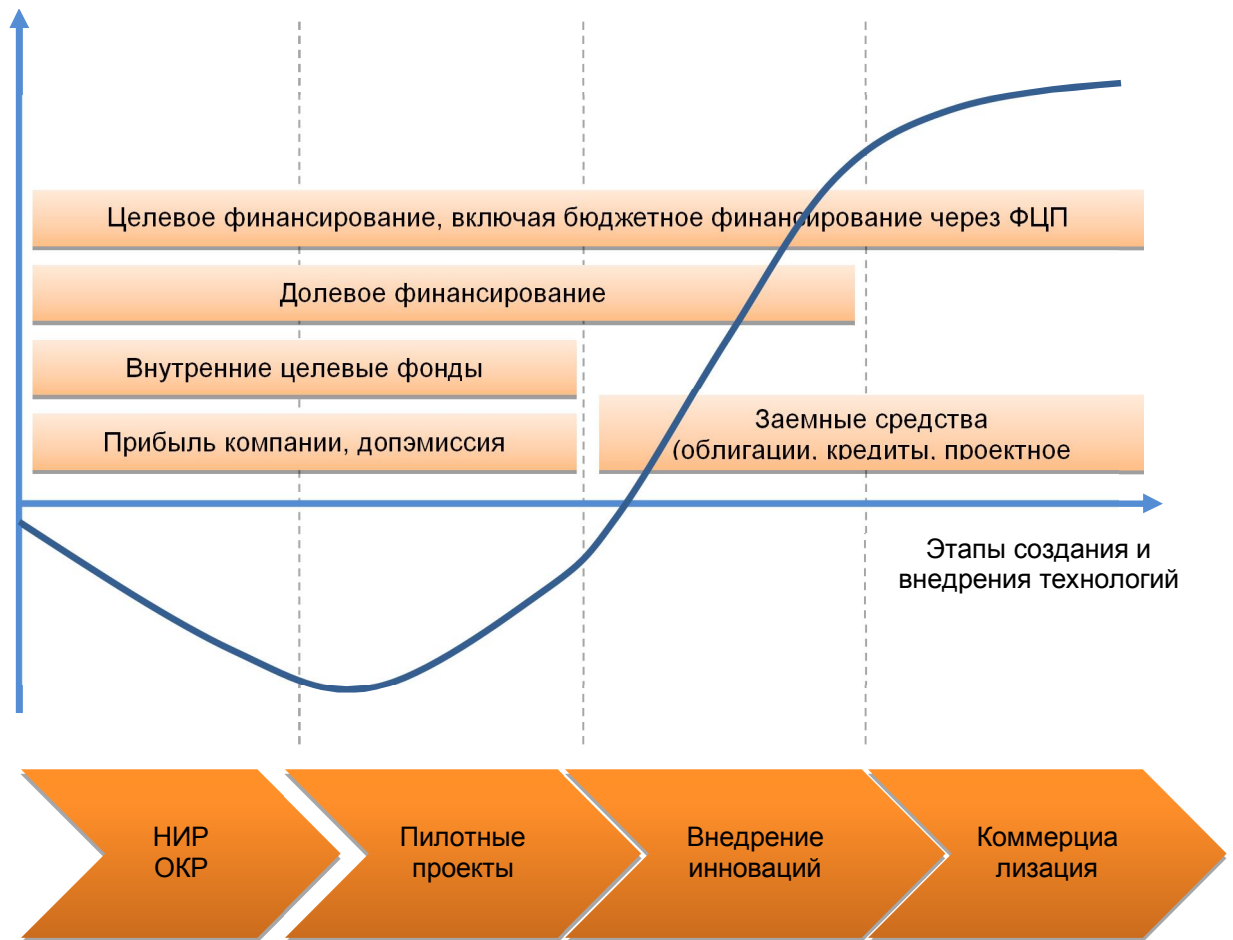 Целевое финансирование, включая бюджетное финансирование через ФЦП
Долевое финансирование
Внутренние целевые фонды
Прибыль компании, допэмиссия
Заемные средства
(облигации, кредиты, проектное
Этапы создания и
внедрения технологий
НИР
ОКР
Пилотные
проекты
Внедрение
инноваций
Коммерциа
лизация